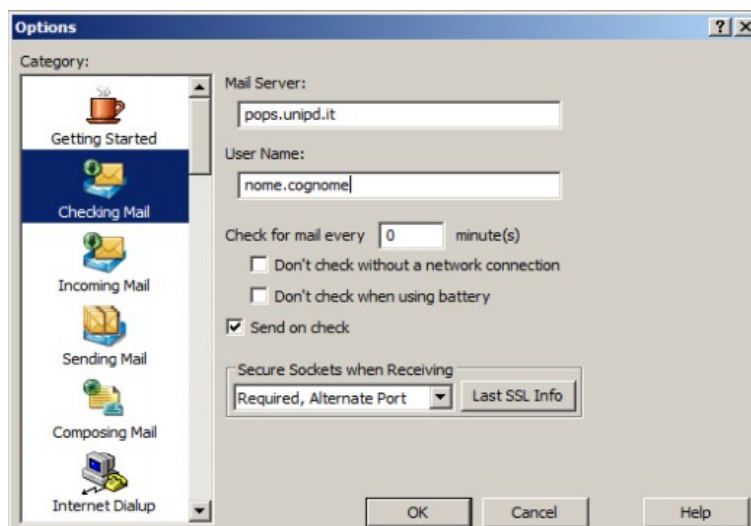 Options
Category:
Getting Started
Checking Mail
Incoming Mail
Sending Mail
Composing Mail
Internet Dialup
Mail Server:
pops.unipd.it
User Name:
nome.cognome
Check for mail every 0 minute(s)
Don't check without a network connection
Don't check when using battery
Send on check
Secure Sockets when Receiving
Required, Alternate Port Last SSL Info
OK Cancel Help